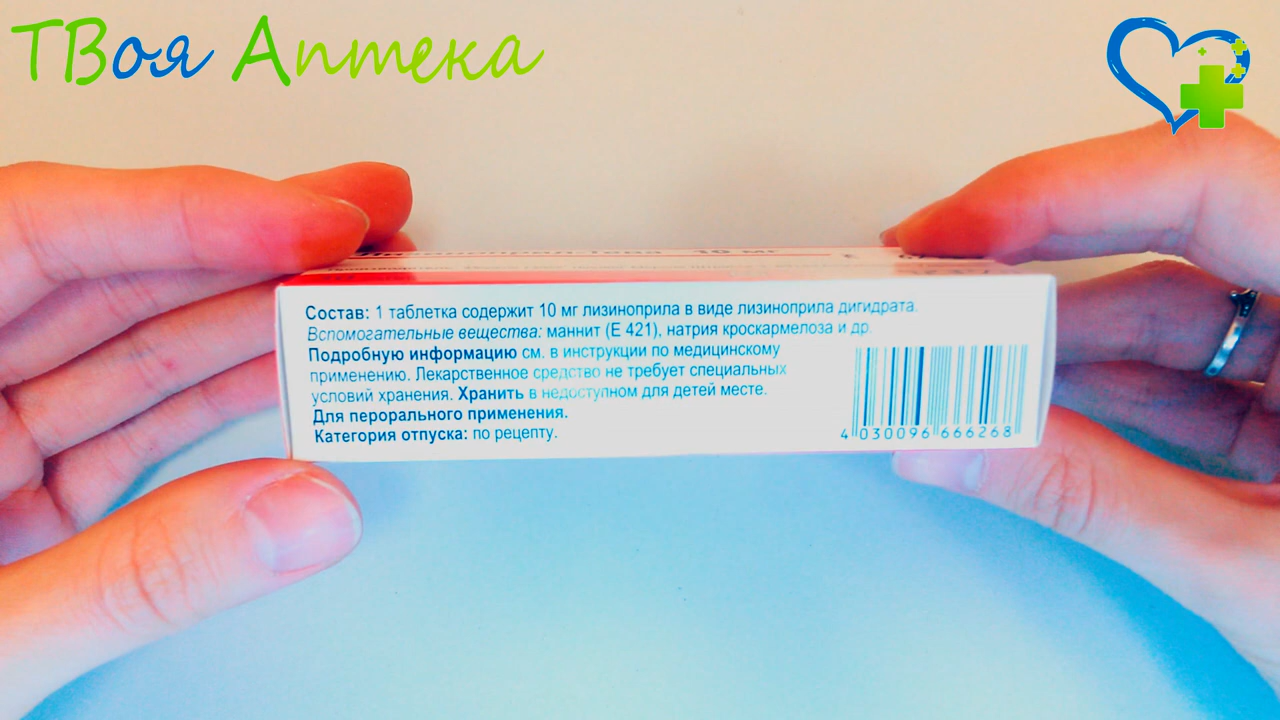 ТВоя Аптека
10 мг
Состав: 1 таблетка содержит 10 мг лизиноприла в виде лизиноприла дигидрата.
Вспомогательные вещества: маннит (Е 421), натрия кроскармелоза и др.
Подробную информацию см. в инструкции по медицинскому
применению. Лекарственное средство не требует специальных
условий хранения. Хранить в недоступном для детей месте.
Для перорального применения.
Категория отпуска: по рецепту.
4 030096 666268